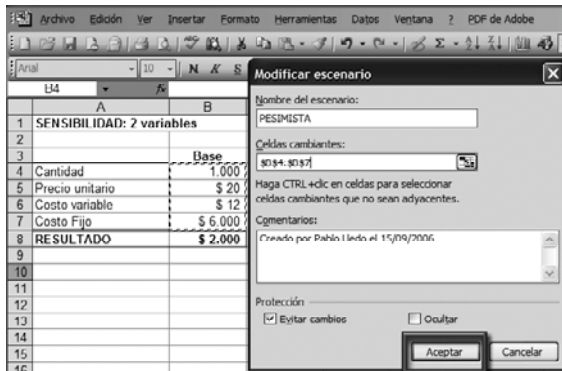 Archivo Edición Ver Insertar Formato Herramientas Datos Ventana ? PDF de Adobe
Arial 10 N K S
B4 fx
A B
1 SENSIBILIDAD: 2 variables
2
3 Base
4 Cantidad 1.000
5 Precio unitario $ 20
6 Costo variable $ 12
7 Costo Fijo $ 6.000
8 RESULTADO $ 2.000
9
10
11
12
13
14
15
16
Modificar escenario
Nombre del escenario:
PESIMISTA
Celdas cambiantes:
$D$4:$D$7
Haga CTRL+clic en celdas para seleccionar
celdas cambiantes que no sean adyacentes.
Comentarios:
Creado por Pablo Lledo el 15/09/2006
Protección
Evitar cambios Ocultar
Aceptar Cancelar